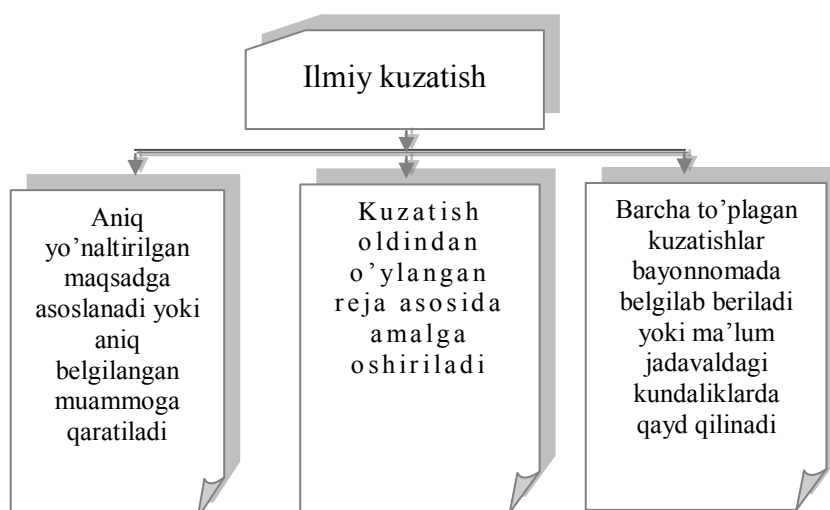 Ilmiy kuzatish
Aniq
yo’naltirilgan
maqsadga
asoslanadi yoki
aniq
belgilangan
muammoga
qaratiladi
Kuzatish
oldindan
o’ylangan
reja asosida
amalga
oshiriladi
Barcha to’plagan
kuzatishlar
bayonnomada
belgilab beriladi
yoki ma’lum
jadavaldagi
kundaliklarda
qayd qilinadi